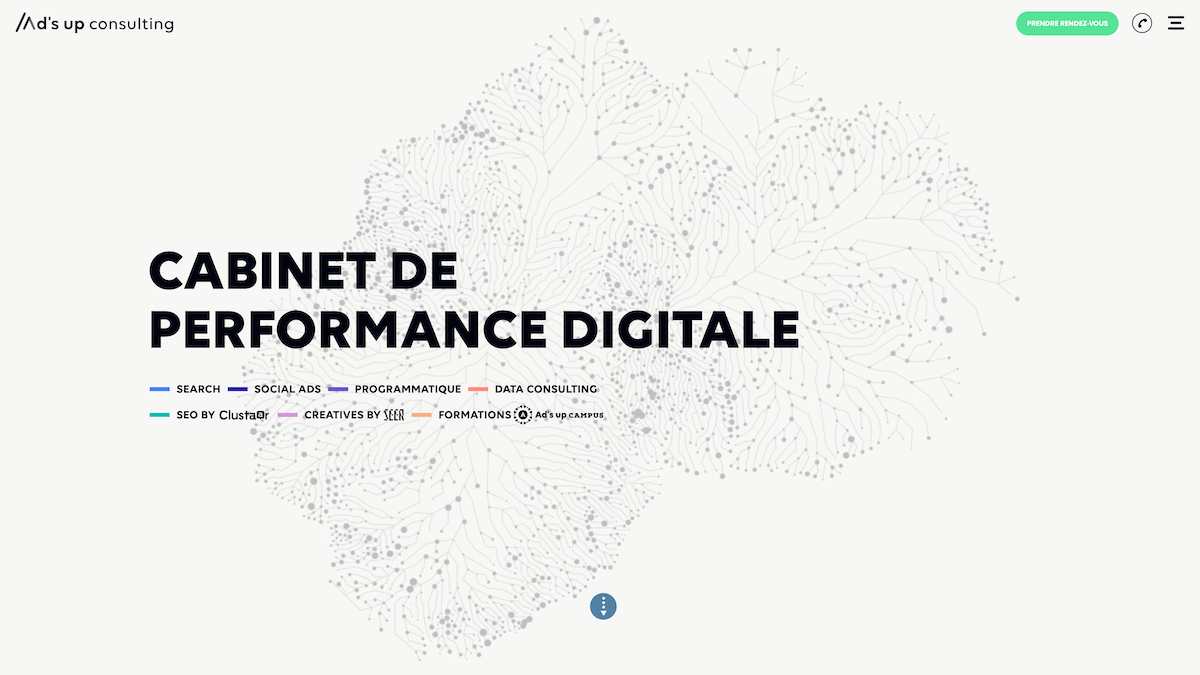 Ad's up consulting
PRENDRE RENDEZ-VOUS
CABINET DE
PERFORMANCE DIGITALE
SEARCH SOCIAL ADS PROGRAMMATIQUE DATA CONSULTING
SEO BY ClustaOr CREATIVES BY SEER FORMATIONS Ad's up CAMPUS